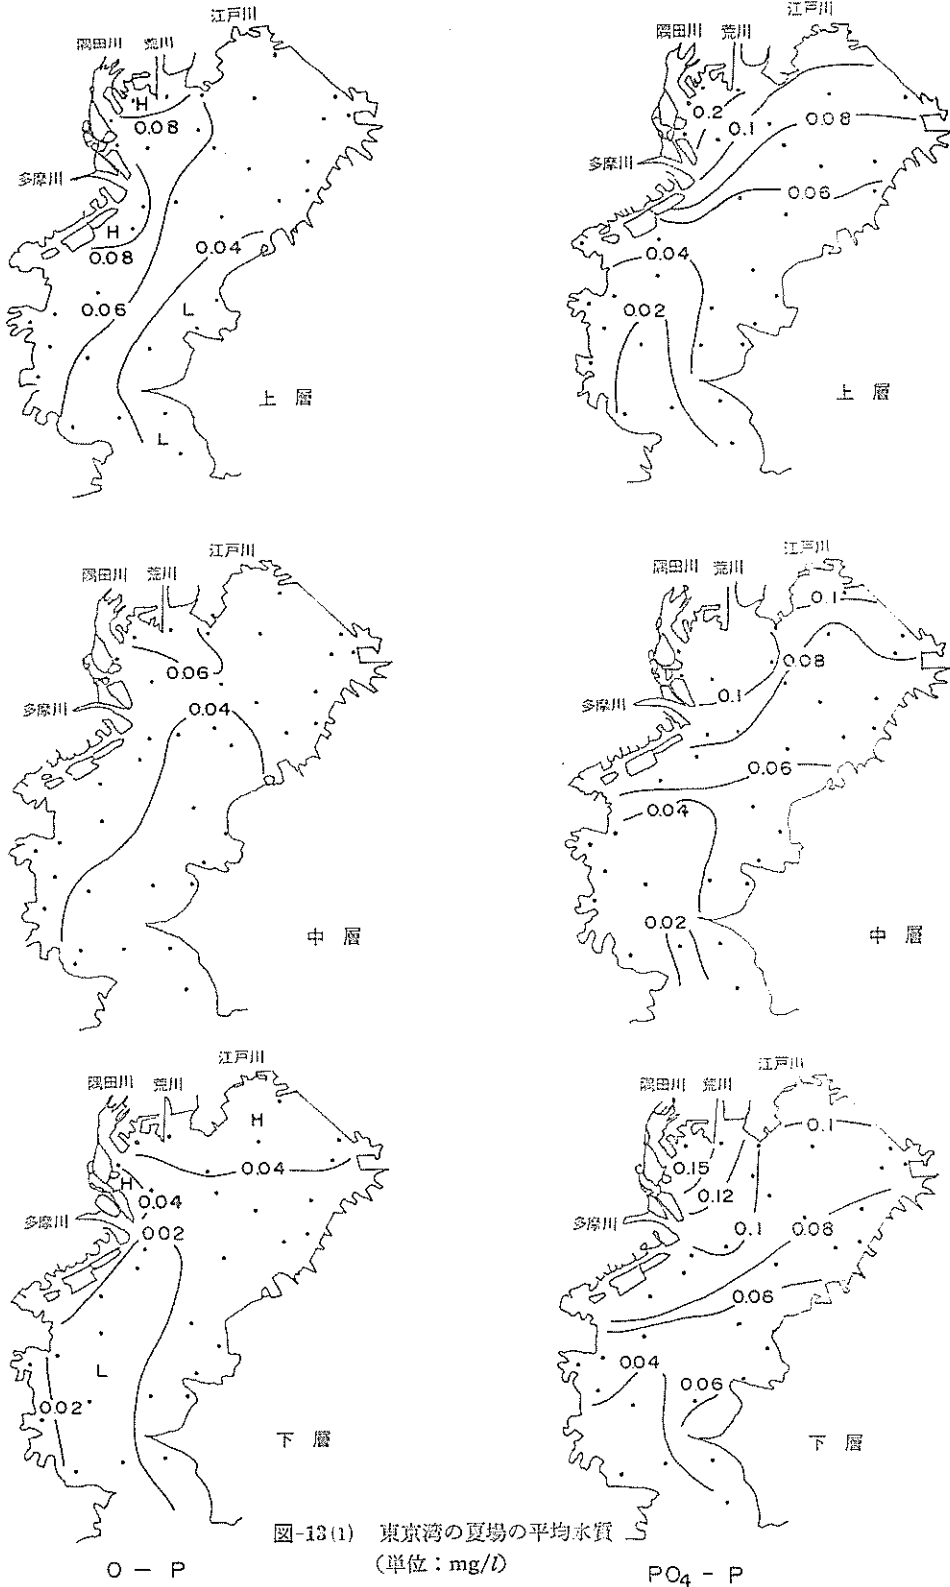 江戸川
隅田川 荒川
H
0.08
多摩川
H
0.08
0.04
0.06
L
上層
L
江戸川
隅田川 荒川
0.2
0.1
0.08
多摩川
0.06
0.04
0.02
上層
江戸川
隅田川 荒川
0.06
多摩川
0.04
中層
江戸川
隅田川 荒川
0.1
0.08
0.1
多摩川
0.06
0.04
0.02
中層
江戸川
隅田川 荒川
H
0.04
H
0.04
多摩川
0.02
L
0.02
下層
江戸川
隅田川 荒川
0.1
0.15
0.12
多摩川
0.1
0.08
0.06
0.04
0.06
下層
図-13(1) 東京湾の夏場の平均水質
(単位:mg/l)
O - P
PO4 - P